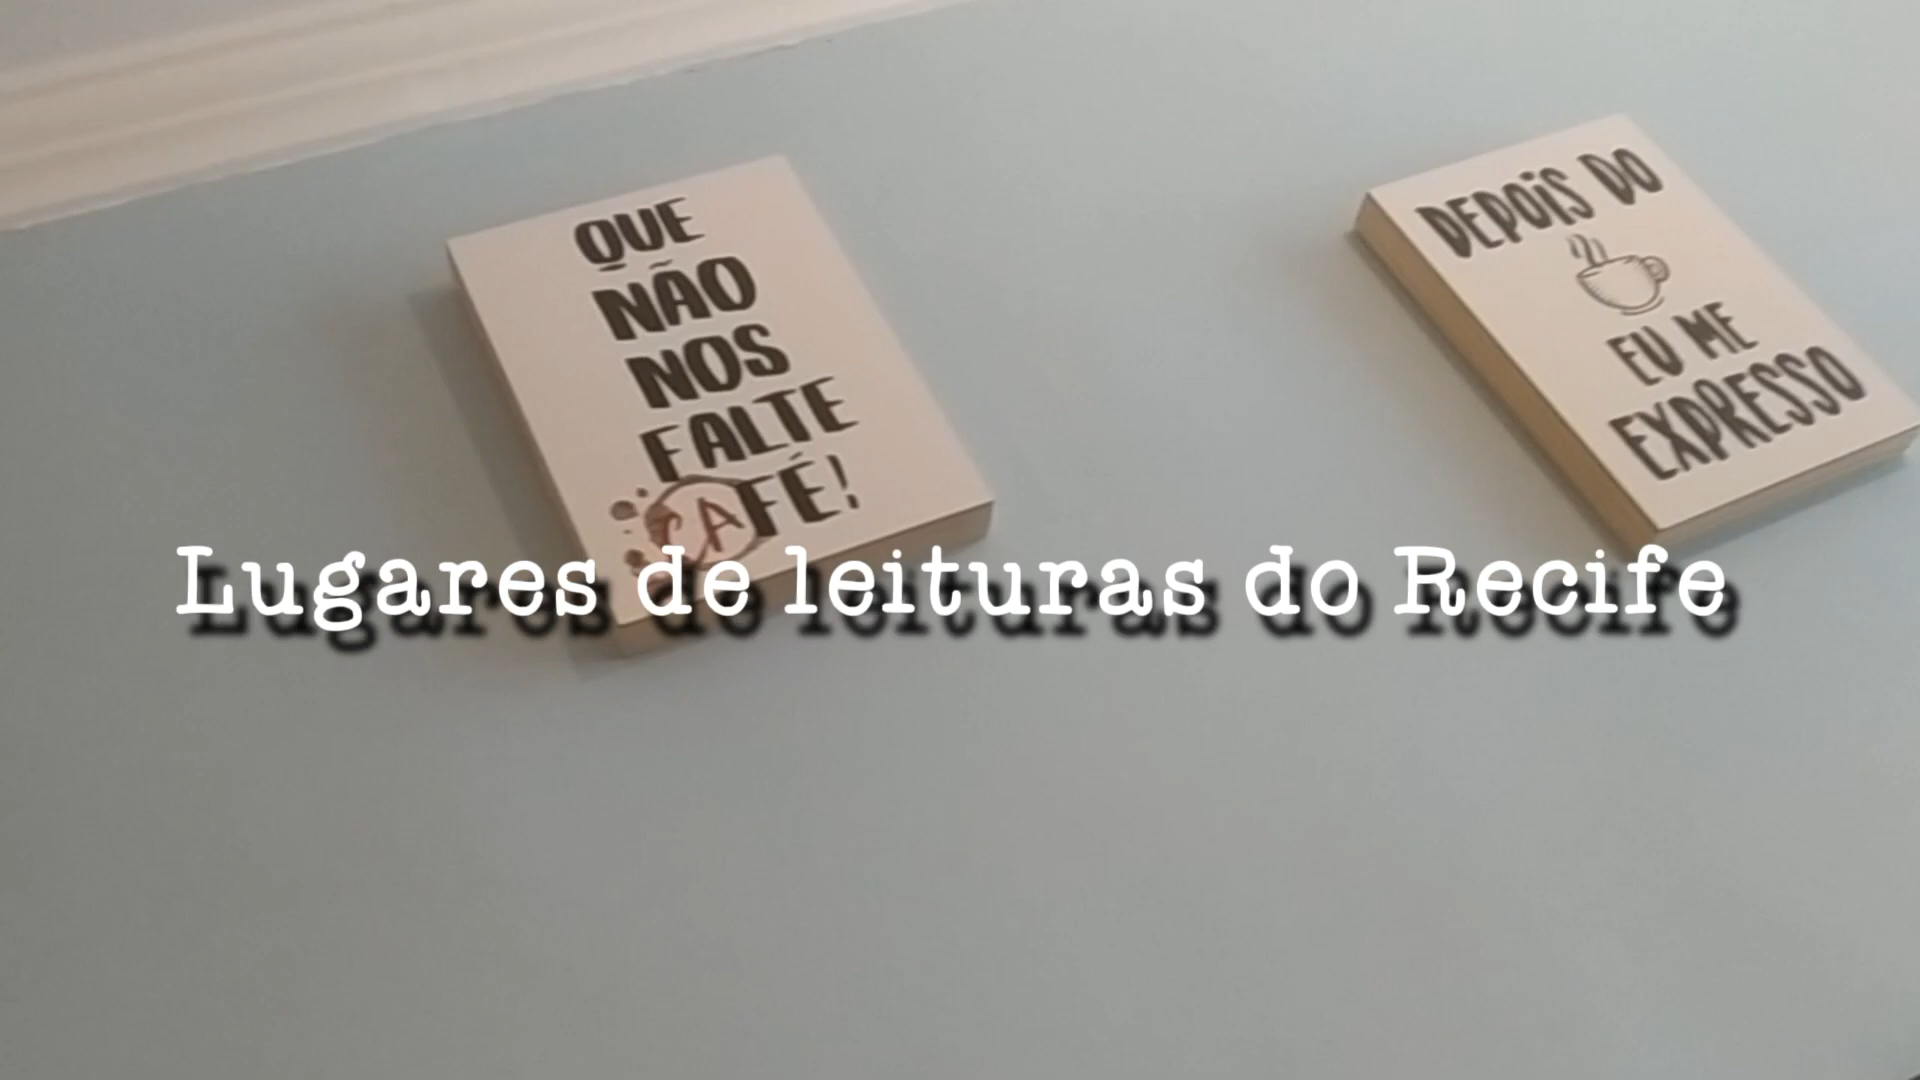 QUE
NÃO
NOS
FALTE
CAFÉ!
DEPOIS DO
EU ME
EXPRESSO
Lugares de leituras do Recife